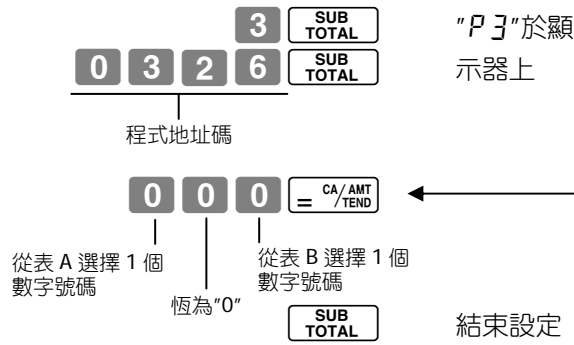 3 SUB TOTAL "P3"於顯
0 3 2 6 SUB TOTAL 示器上
程式地址碼
0 0 0 = CA/AMT /TEND
從表 A 選擇 1 個 從表 B 選擇 1 個
數字號碼 數字號碼
恆為"0"
SUB TOTAL 結束設定